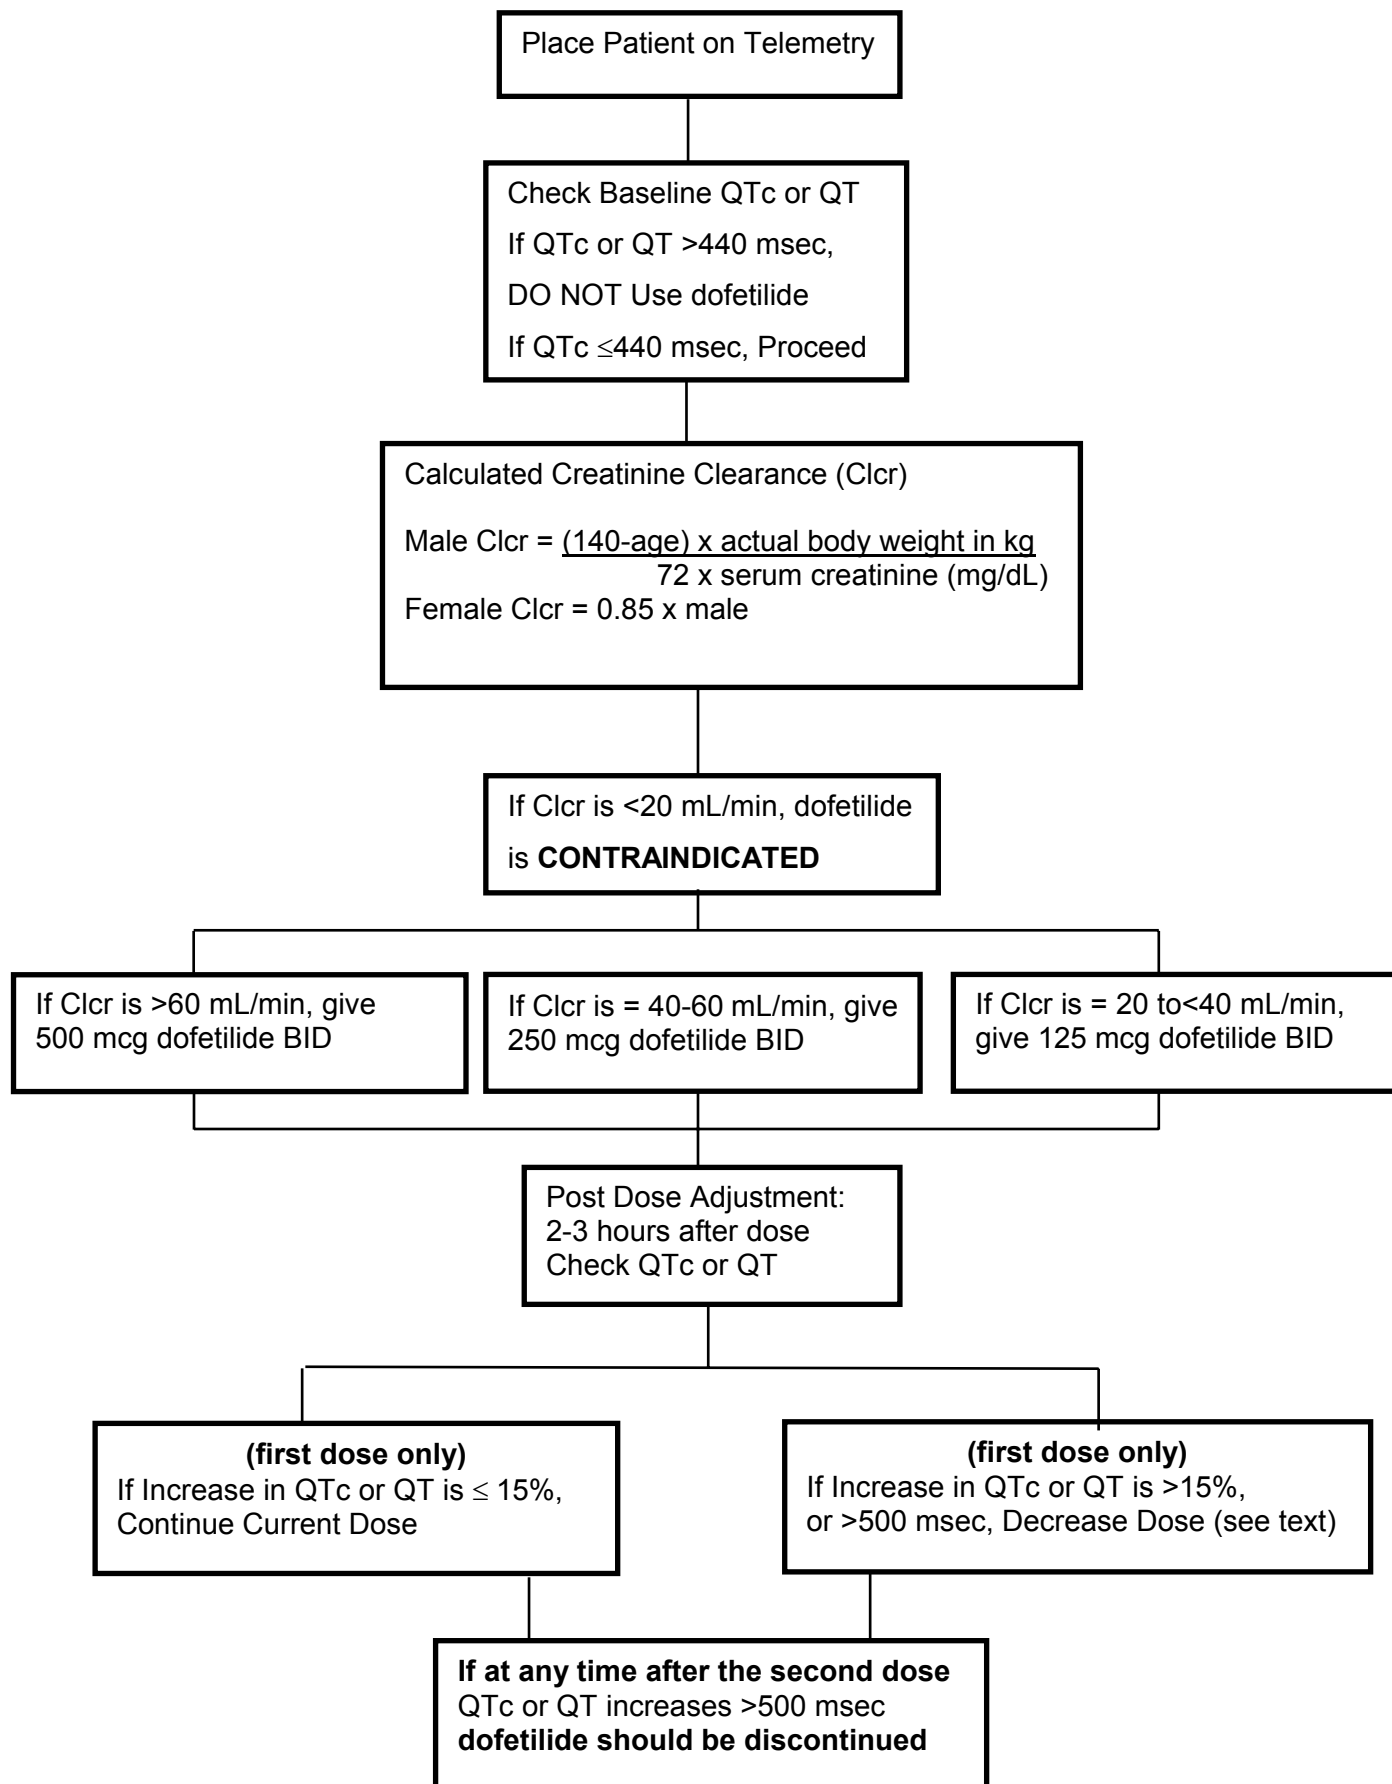 Place Patient on Telemetry
Check Baseline QTc or QT
If QTc or QT >440 msec,
DO NOT Use dofetilide
If QTc ≤440 msec, Proceed
Calculated Creatinine Clearance (Clcr)
Male Clcr = (140-age) x actual body weight in kg
72 x serum creatinine (mg/dL)
Female Clcr = 0.85 x male
If Clcr is <20 mL/min, dofetilide
is CONTRAINDICATED
If Clcr is >60 mL/min, give
500 mcg dofetilide BID
If Clcr is = 40-60 mL/min, give
250 mcg dofetilide BID
If Clcr is = 20 to<40 mL/min,
give 125 mcg dofetilide BID
Post Dose Adjustment:
2-3 hours after dose
Check QTc or QT
(first dose only)
If Increase in QTc or QT is ≤ 15%,
Continue Current Dose
(first dose only)
If Increase in QTc or QT is >15%,
or >500 msec, Decrease Dose (see text)
If at any time after the second dose
QTc or QT increases >500 msec
dofetilide should be discontinued